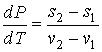 dP/dT = (s₂ − s₁)/(v₂ − v₁)